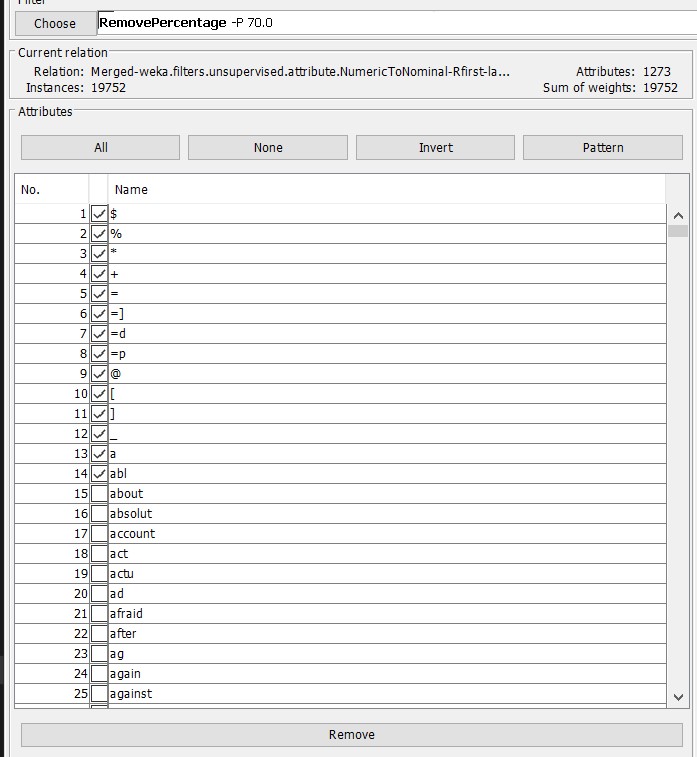 Filter
Choose RemovePercentage -P 70.0
Current relation
Relation: Merged-weka.filters.unsupervised.attribute.NumericToNominal-Rfirst-la... Attributes: 1273
Instances: 19752 Sum of weights: 19752
Attributes
All None Invert Pattern
No. Name
1 $
2 %
3 *
4 +
5 =
6 =]
7 =d
8 =p
9 @
10 [
11 ]
12 _
13 a
14 abl
15 about
16 absolut
17 account
18 act
19 actu
20 ad
21 afraid
22 after
23 ag
24 again
25 against
Remove